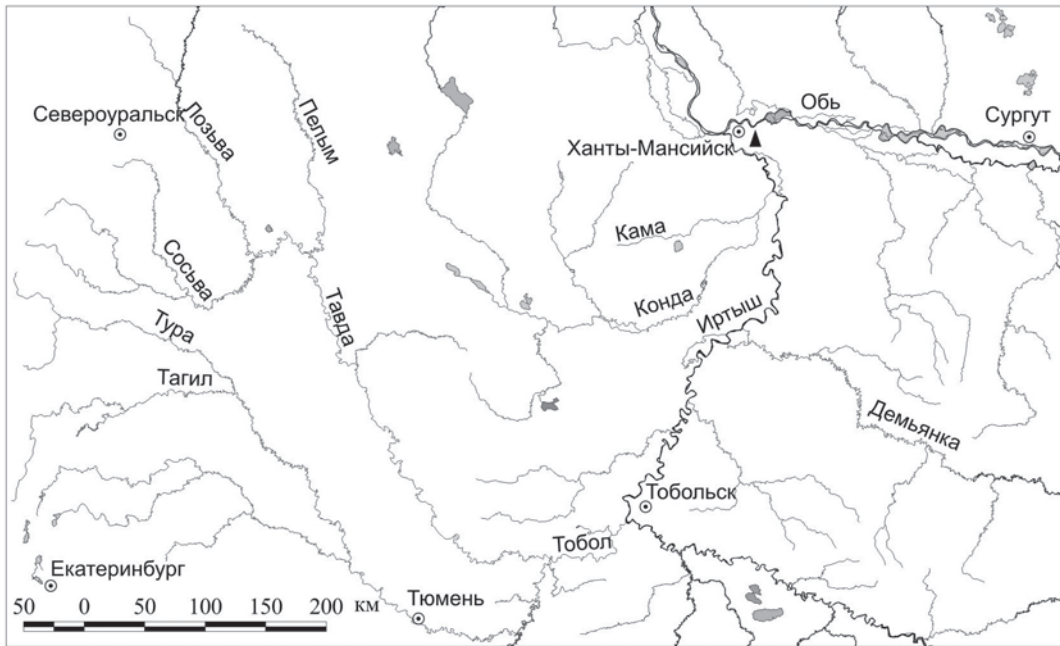 Обь
Сургут
Североуральск
Лозьва
Пелым
Ханты-Мансийск
Кама
Сосьва
Конда
Иртыш
Тавда
Тура
Тагил
Демьянка
Тобольск
Тобол
Екатеринбург
Тюмень
50 0 50 100 150 200 км